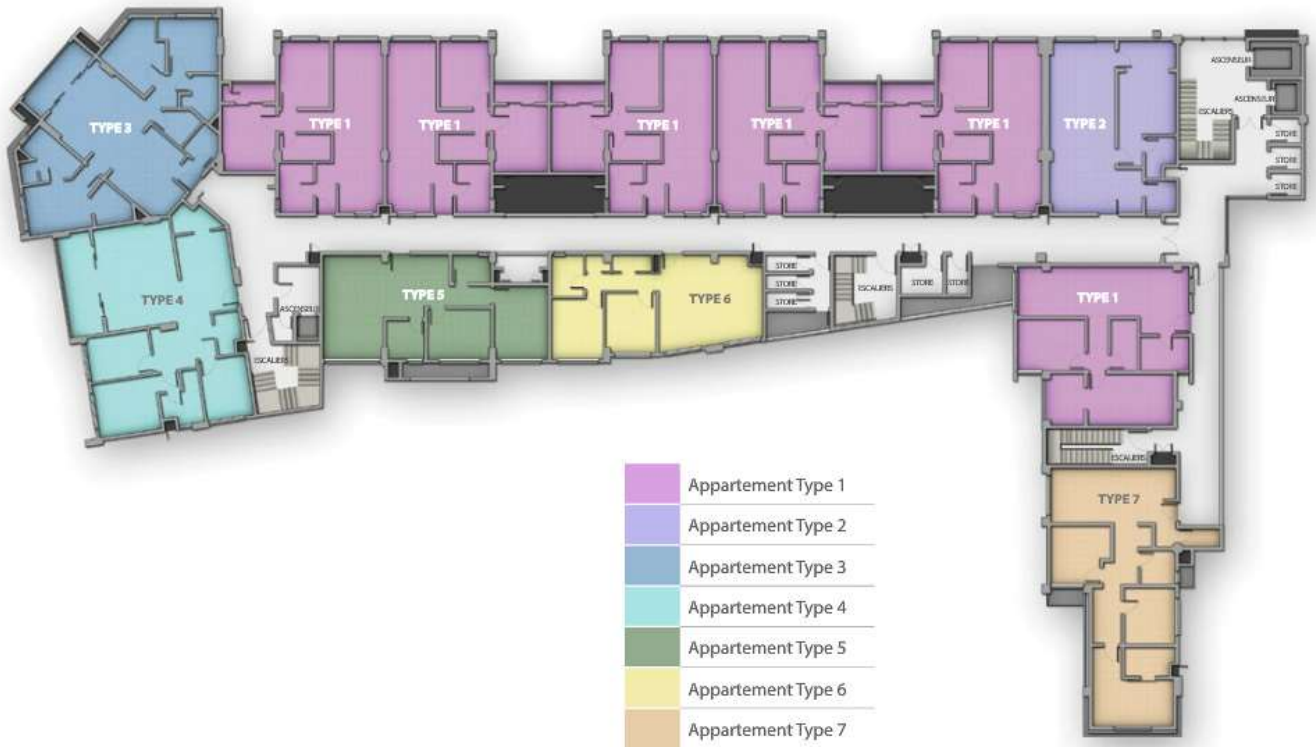 ASCENSEUR
ASCENSEUR
ESCALIERS
TYPE 3
TYPE 1
TYPE 1
TYPE 1
TYPE 1
TYPE 1
TYPE 2
STORE
STORE
STORE
TYPE 4
ASCENSEUR
ESCALIERS
TYPE 5
TYPE 6
STORE
STORE
STORE
ESCALIERS
STORE
STORE
TYPE 1
ESCALIERS
TYPE 7
Appartement Type 1
Appartement Type 2
Appartement Type 3
Appartement Type 4
Appartement Type 5
Appartement Type 6
Appartement Type 7